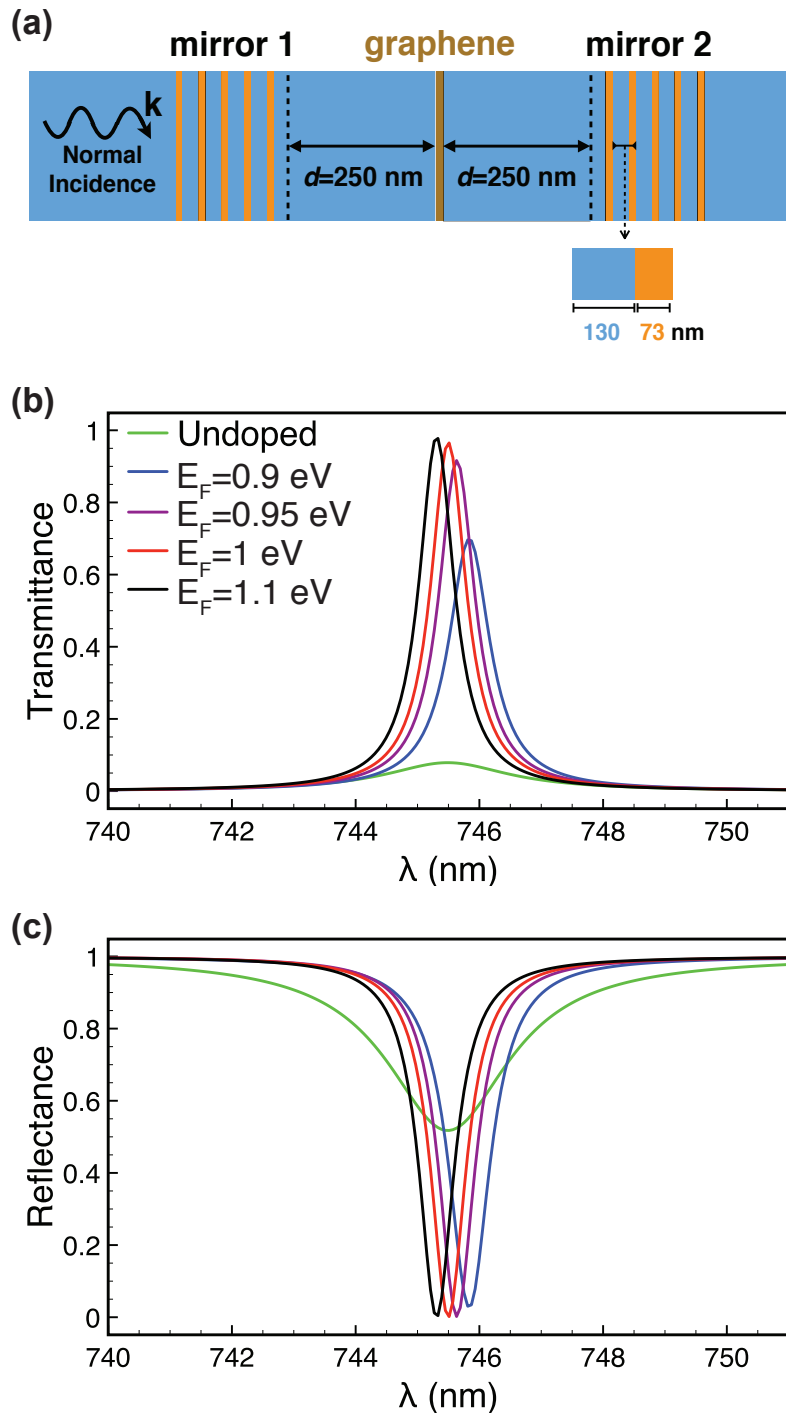 (a)
mirror 1
graphene
mirror 2
k
Normal
Incidence
d=250 nm
d=250 nm
130 73 nm
(b)
Transmittance
1
0.8
0.6
0.4
0.2
0
Undoped
E_F=0.9 eV
E_F=0.95 eV
E_F=1 eV
E_F=1.1 eV
740 742 744 746 748 750
λ (nm)
(c)
Reflectance
1
0.8
0.6
0.4
0.2
0
740 742 744 746 748 750
λ (nm)